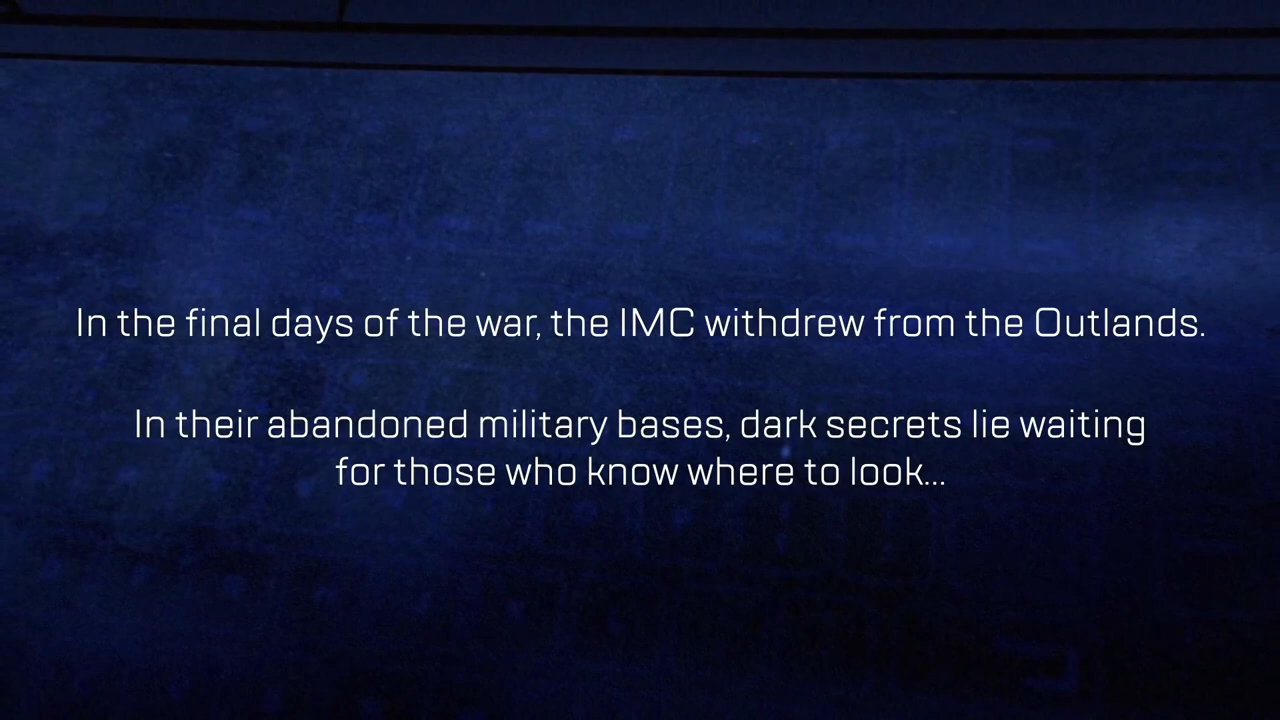 In the final days of the war, the IMC withdrew from the Outlands.
In their abandoned military bases, dark secrets lie waiting
for those who know where to look...